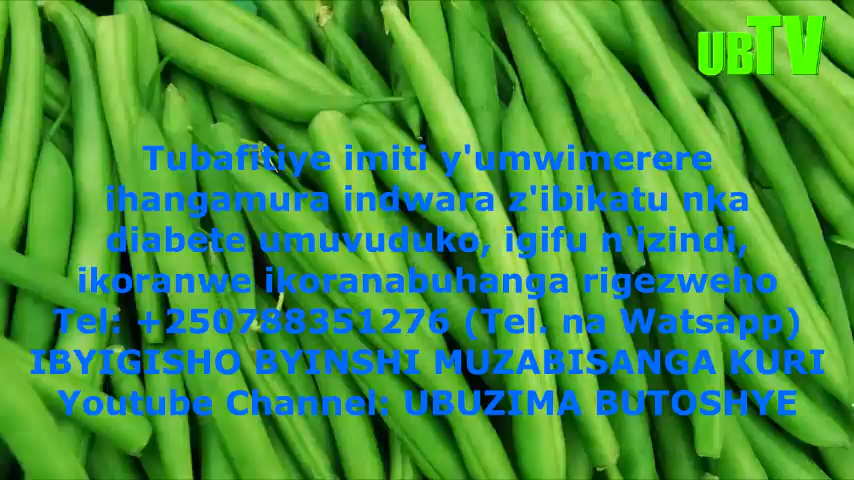 UBTV
Tubafitiye imiti y'umwimerere
ihangamura indwara z'ibikatu nka
diabete umuvuduko, igifu n'izindi,
ikoranwe ikoranabuhanga rigezweho
Tel: +250788351276 (Tel. na Watsapp)
IBYIGISHO BYINSHI MUZABISANGA KURI
Youtube Channel: UBUZIMA BUTOSHYE